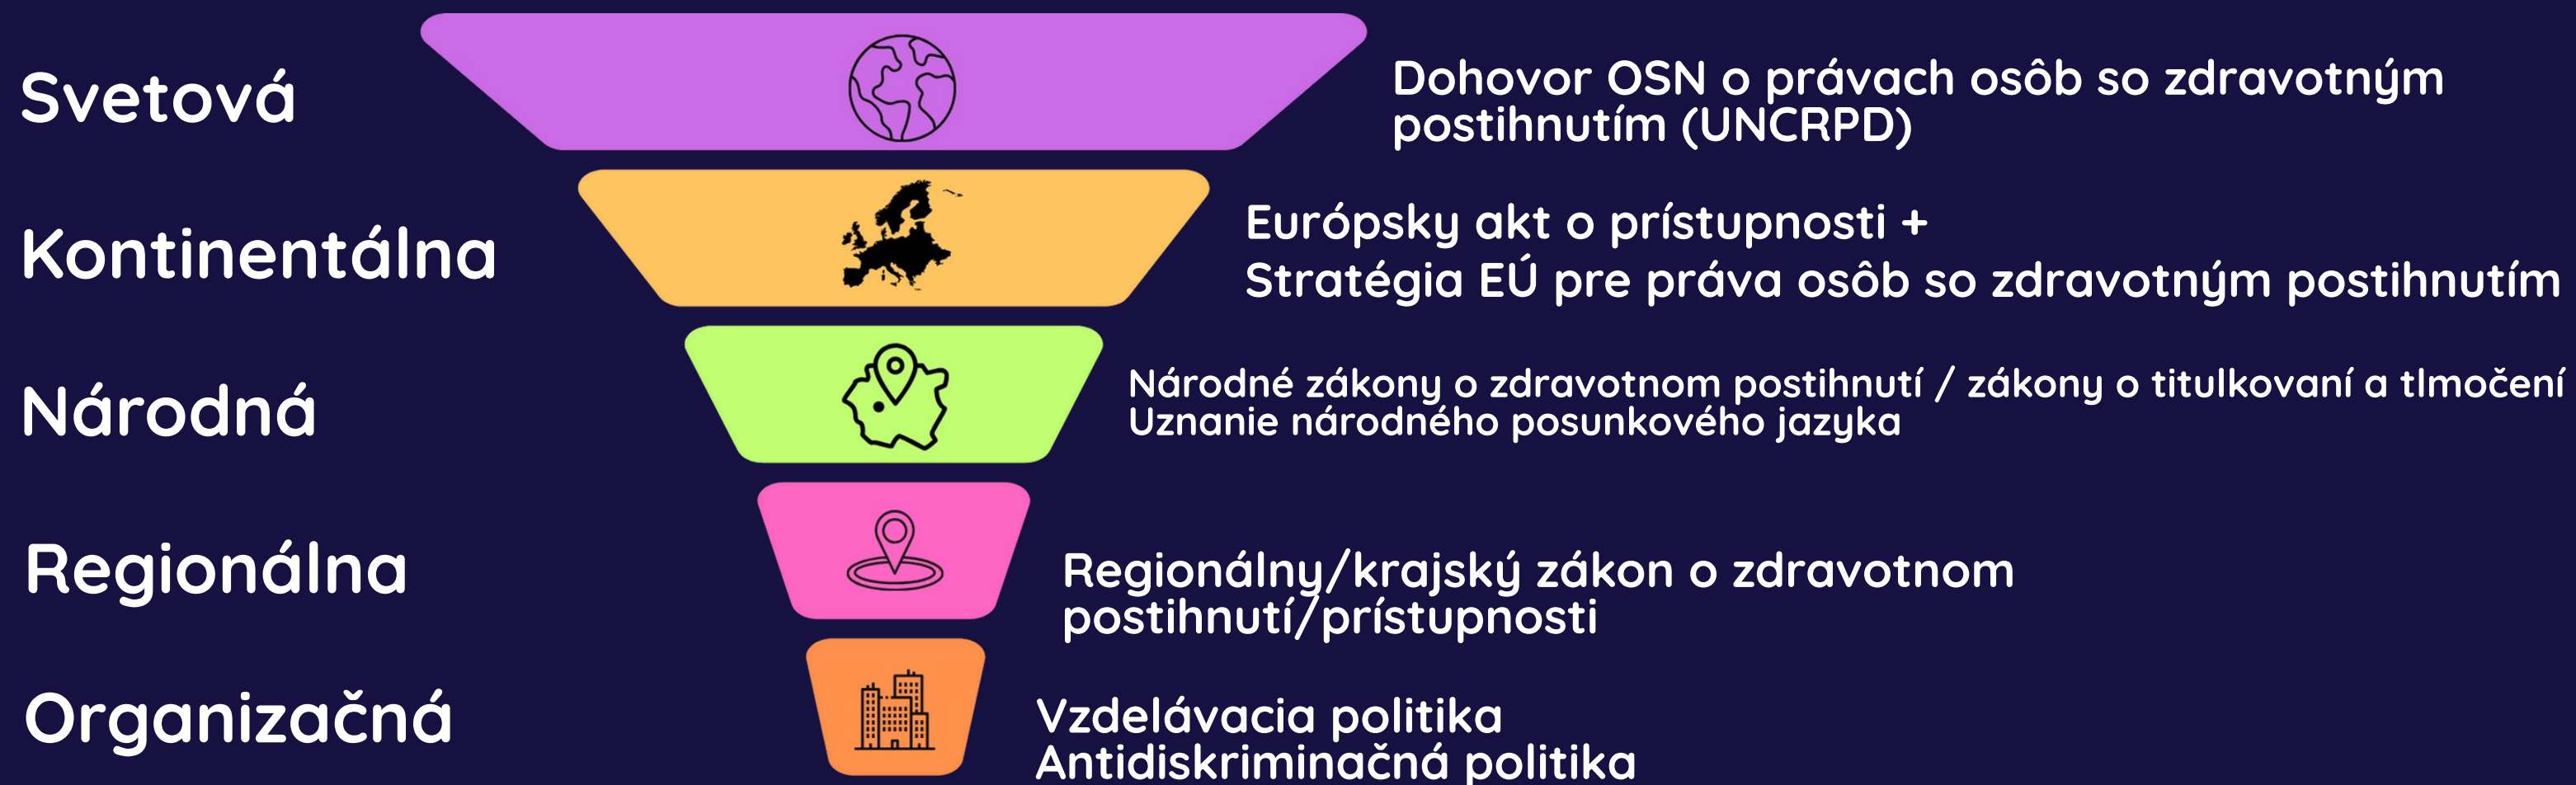 Svetová
Dohovor OSN o právach osôb so zdravotným
postihnutím (UNCRPD)
Kontinentálna
Európsky akt o prístupnosti +
Stratégia EÚ pre práva osôb so zdravotným postihnutím
Národná
Národné zákony o zdravotnom postihnutí / zákony o titulkovaní a tlmočení
Uznanie národného posunkového jazyka
Regionálna
Regionálny/krajský zákon o zdravotnom
postihnutí/prístupnosti
Organizačná
Vzdelávacia politika
Antidiskriminačná politika